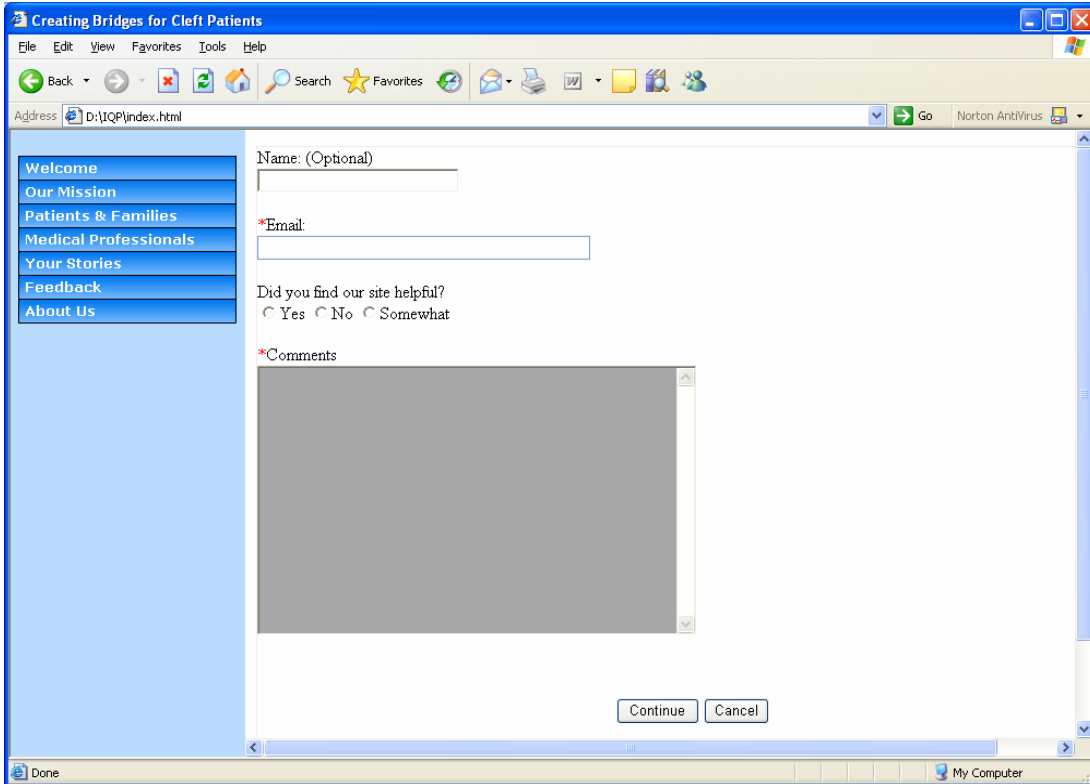 Creating Bridges for Cleft Patients
File Edit View Favorites Tools Help
Back Search Favorites W
Address D:\IQP\index.html Go Norton AntiVirus
Welcome
Our Mission
Patients & Families
Medical Professionals
Your Stories
Feedback
About Us
Name: (Optional)
*Email:
Did you find our site helpful?
Yes No Somewhat
*Comments
Continue Cancel
Done My Computer